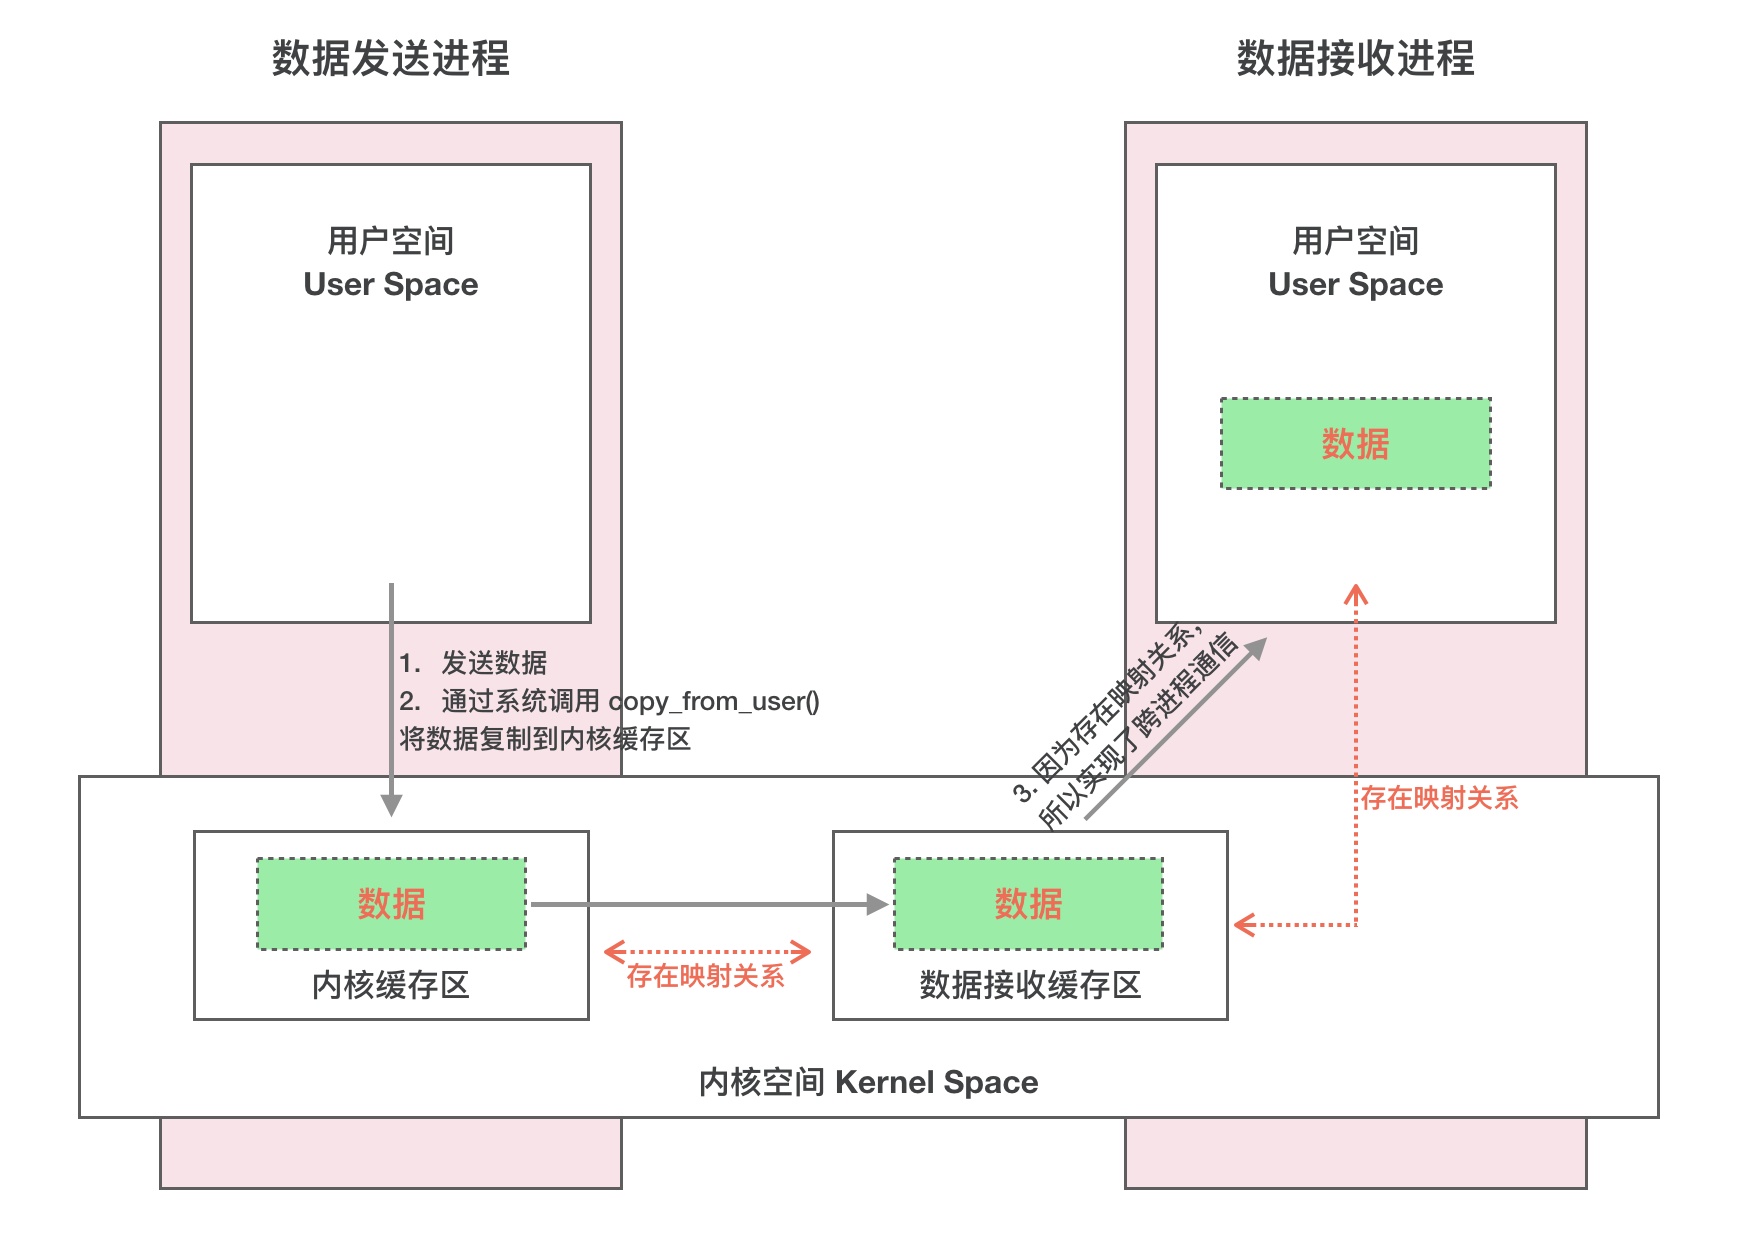 数据发送进程
数据接收进程
用户空间
User Space
用户空间
User Space
数据
1. 发送数据
2. 通过系统调用 copy_from_user()
将数据复制到内核缓存区
3. 因为存在映射关系,
所以实现了跨进程通信
存在映射关系
数据
数据
存在映射关系
内核缓存区
数据接收缓存区
内核空间 Kernel Space